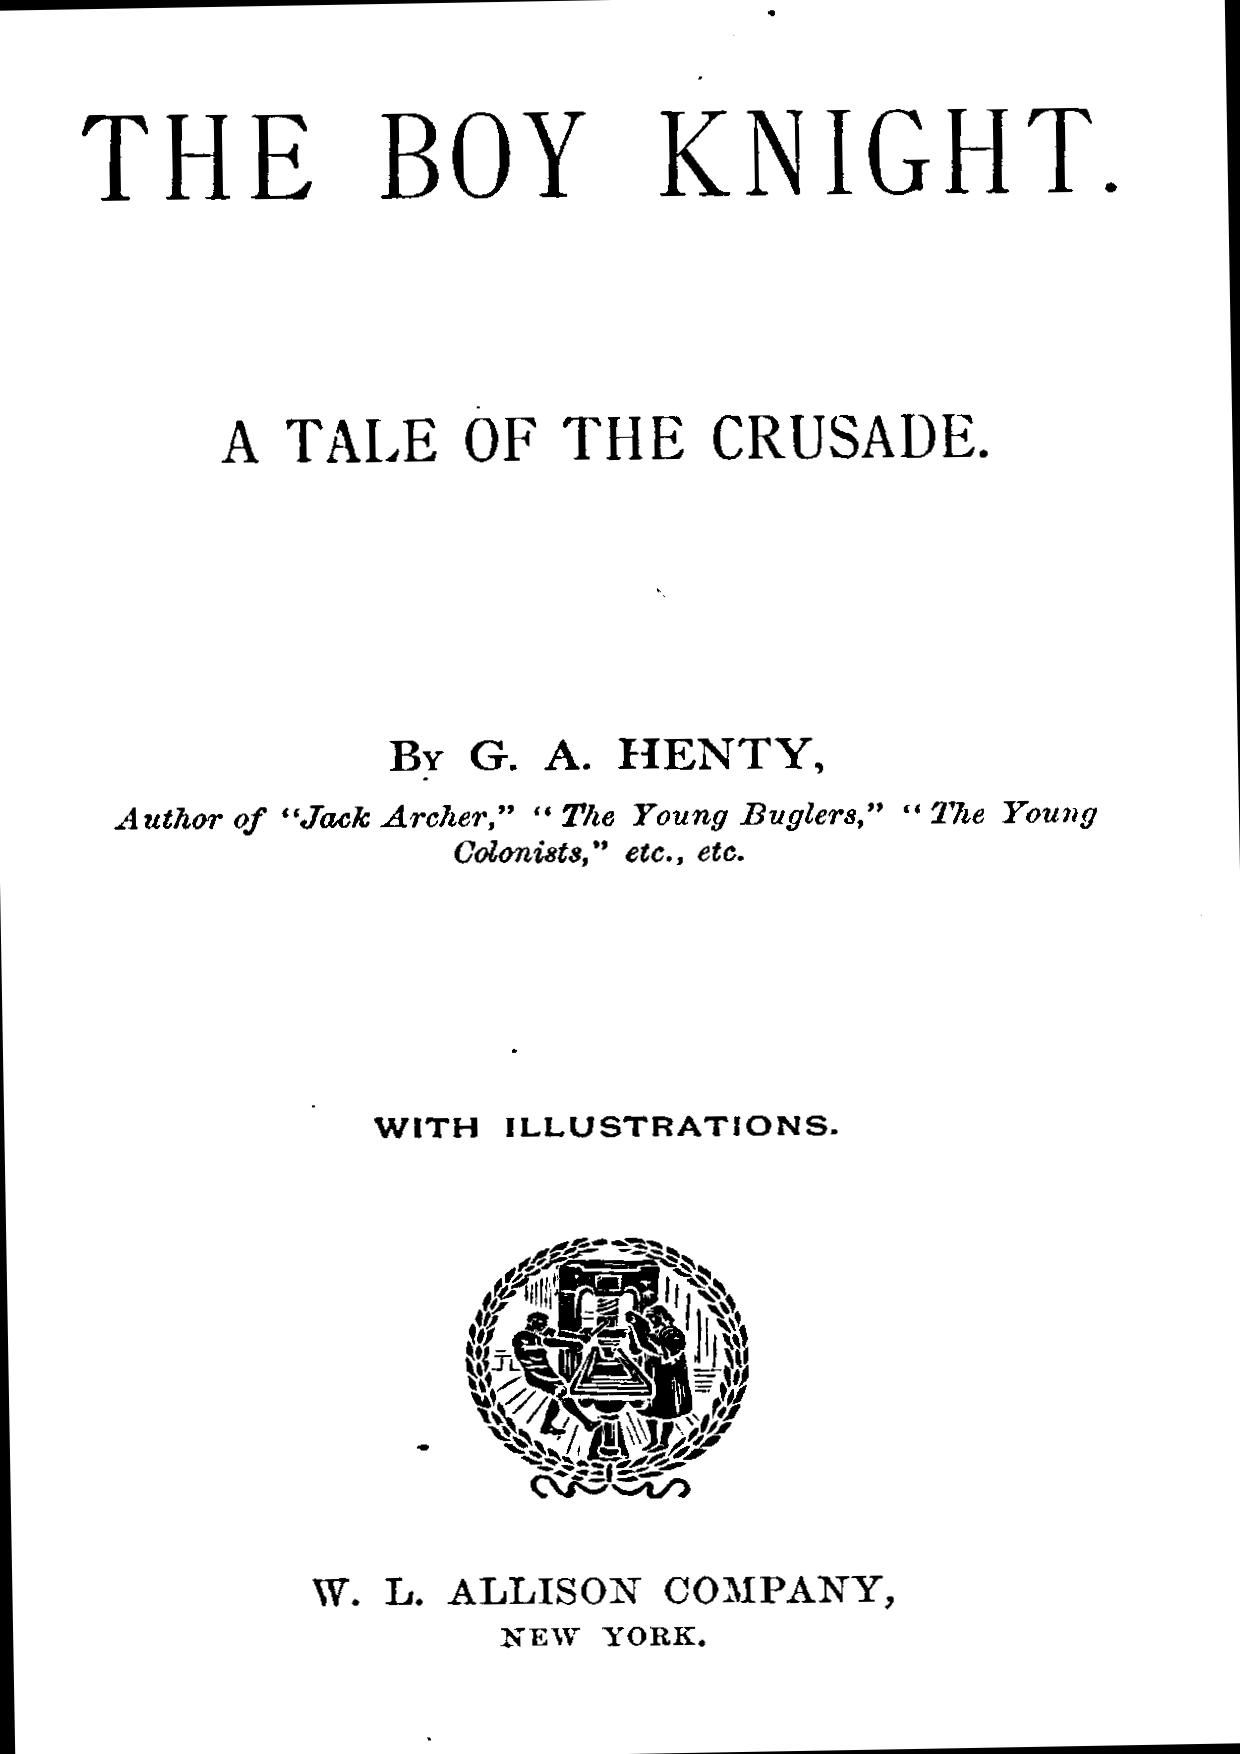 THE BOY KNIGHT.
A TALE OF THE CRUSADE.
BY G. A. HENTY,
Author of "Jack Archer," "The Young Buglers," "The Young
Colonists," etc., etc.
WITH ILLUSTRATIONS.
W. L. ALLISON COMPANY,
NEW YORK.